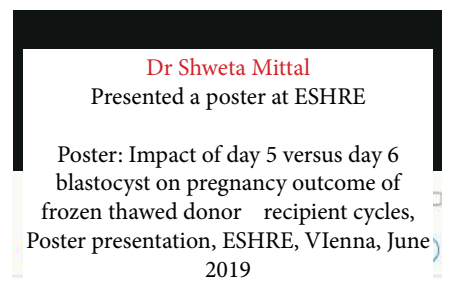 Dr Shweta Mittal
Presented a poster at ESHRE
Poster: Impact of day 5 versus day 6
blastocyst on pregnancy outcome of
frozen thawed donor recipient cycles,
Poster presentation, ESHRE, VIenna, June
2019